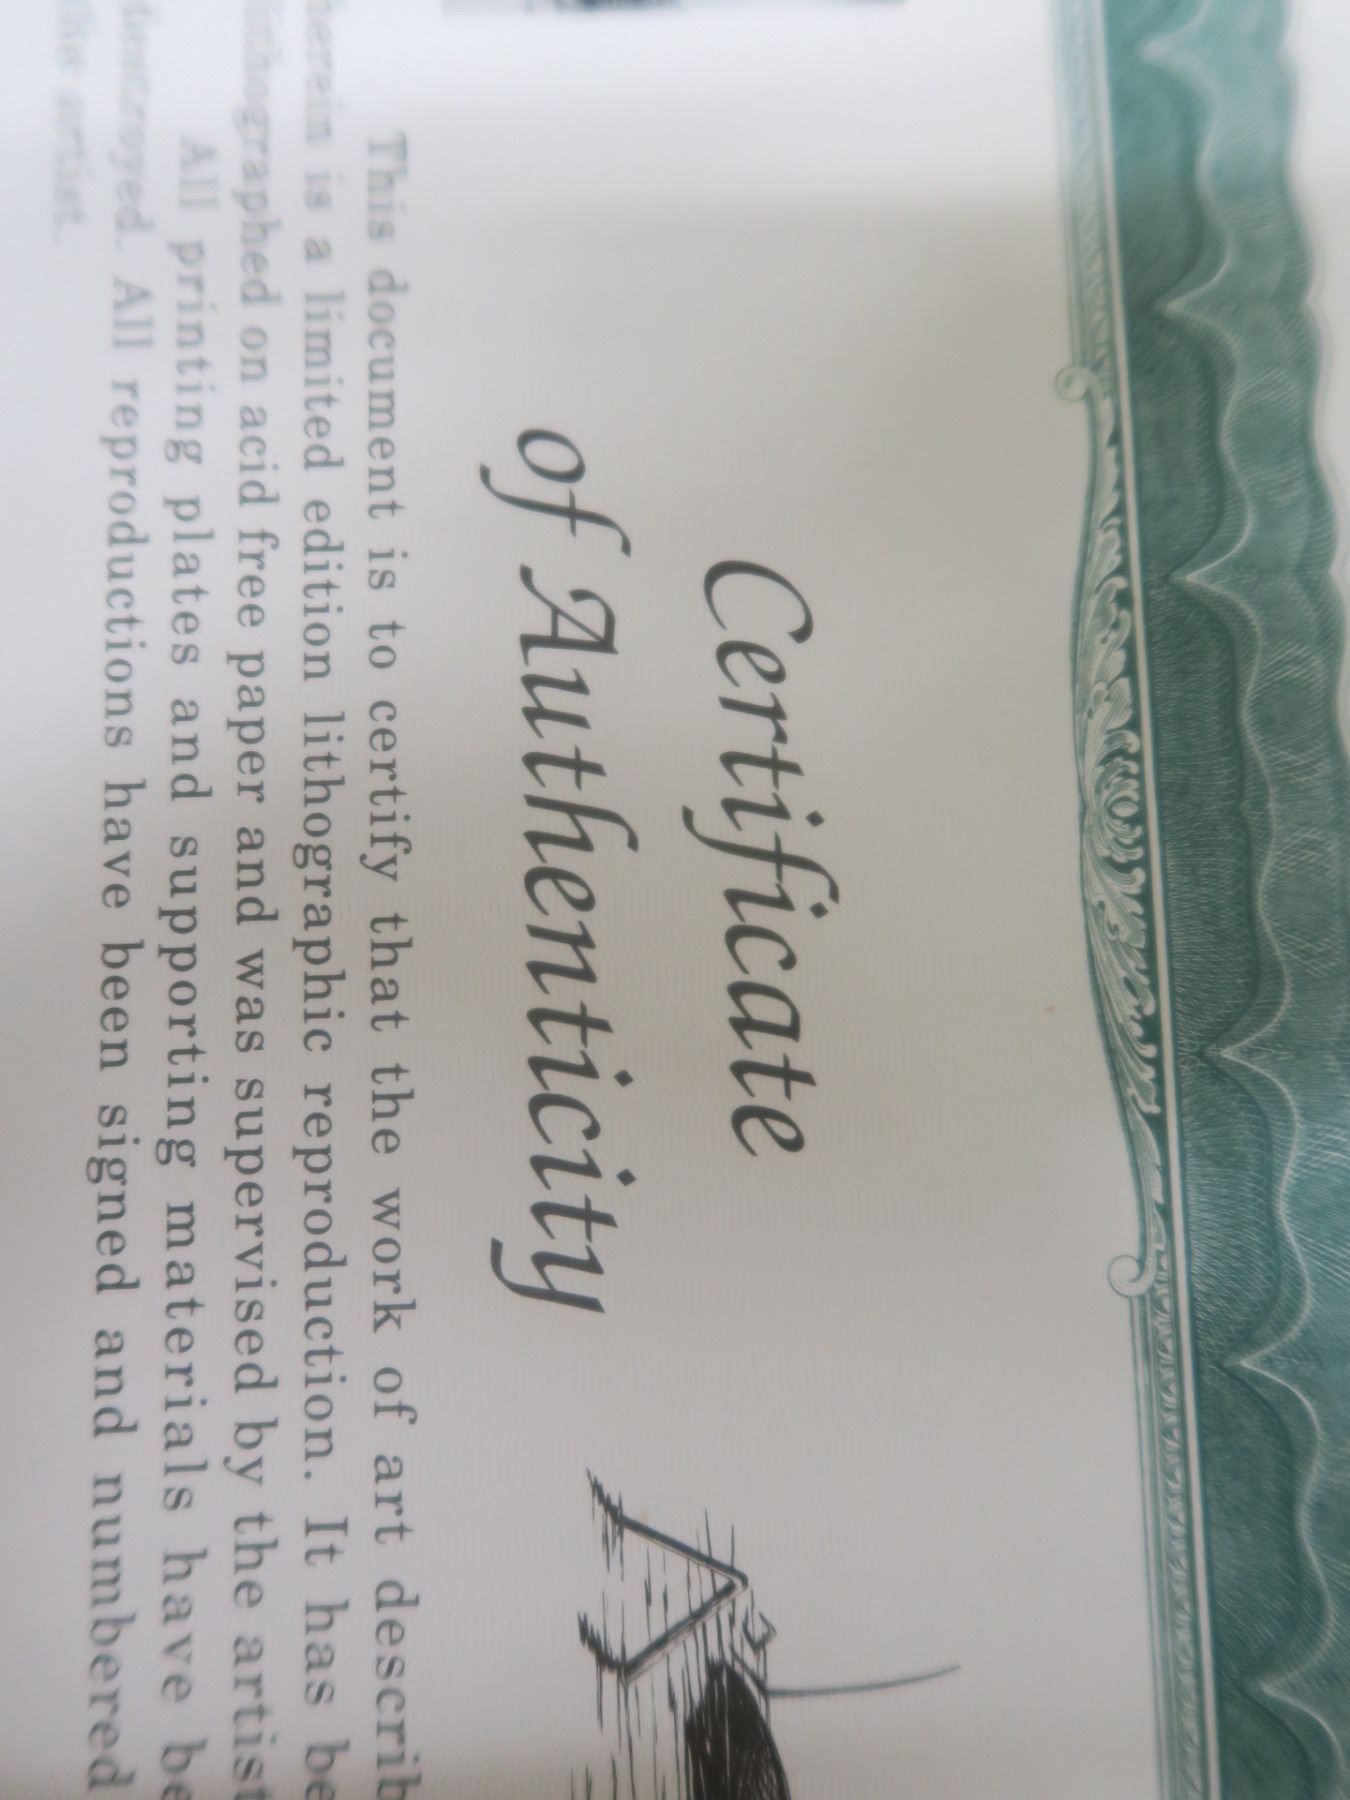 Certificate
of Authenticity
This document is to certify that the work of art describ
herein is a limited edition lithographic reproduction. It has be
lithographed on acid free paper and was supervised by the artist
All printing plates and supporting materials have be
destroyed. All reproductions have been signed and numbered
the artist.